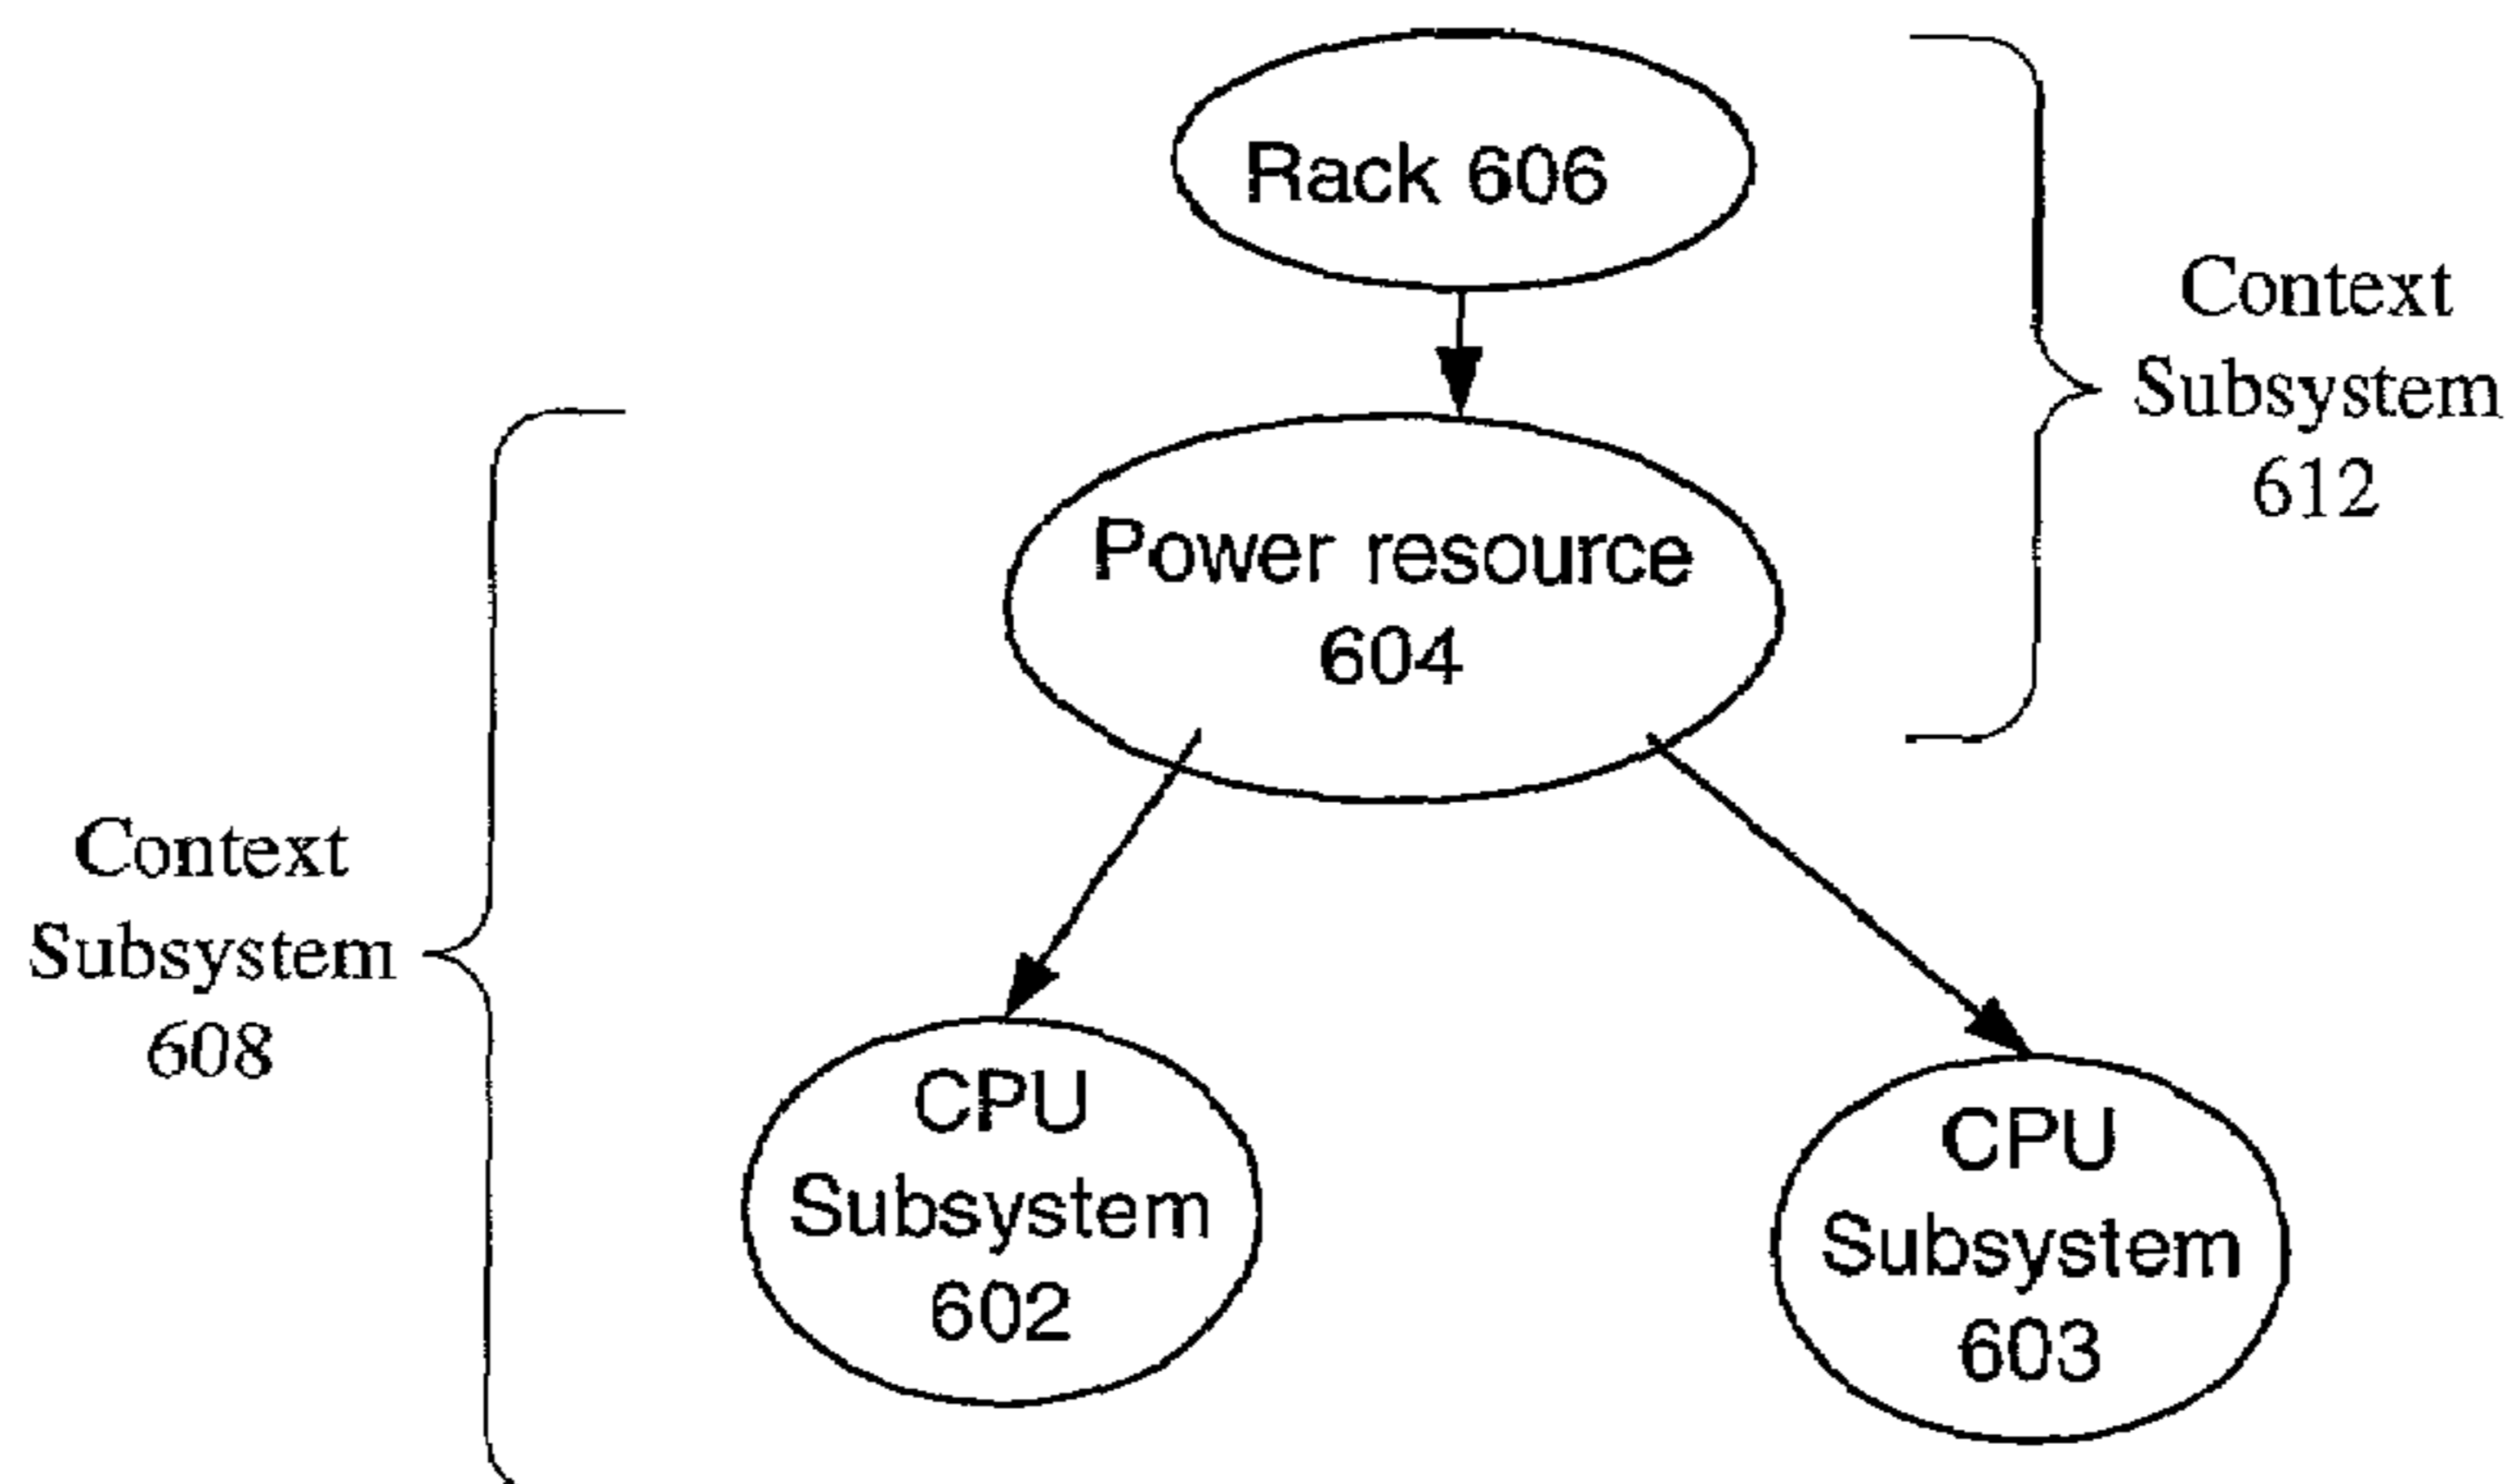 Rack 606
Context
Subsystem
612
Power resource
604
Context
Subsystem
608
CPU
Subsystem
602
CPU
Subsystem
603